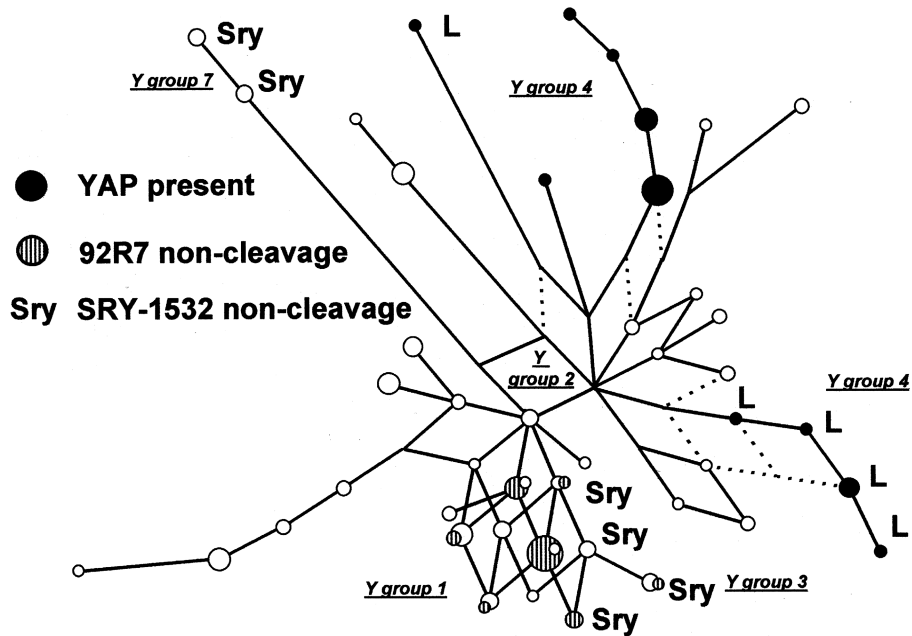 Sry
L
Y group 7
Sry
Y group 4
YAP present
92R7 non-cleavage
Sry SRY-1532 non-cleavage
Y
group 2
Y group 4
L
L
L
Sry
L
Sry
Y group 1
Sry
Y group 3
Sry